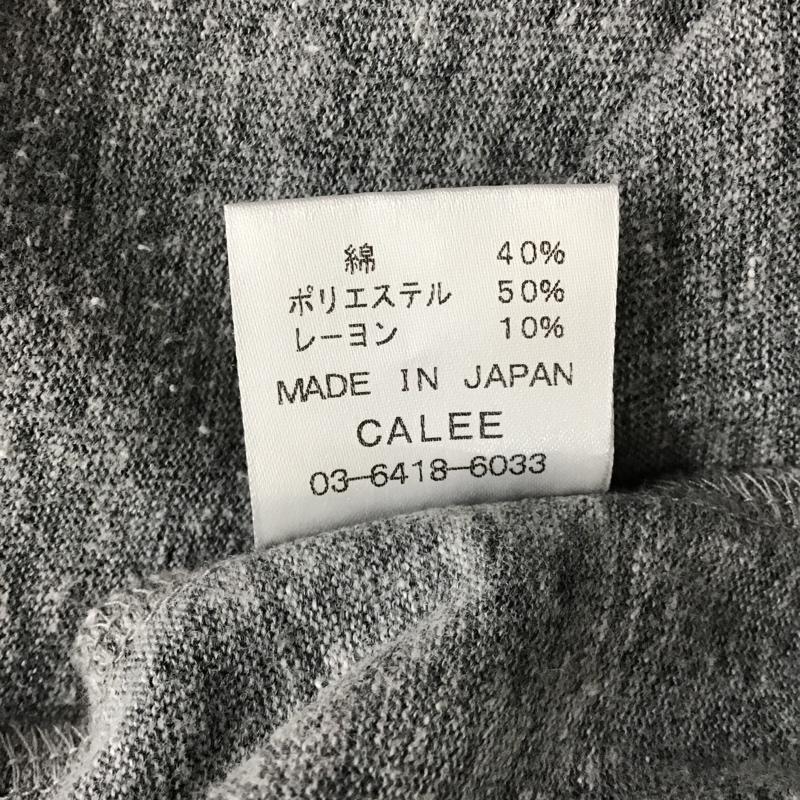 綿 40%
ポリエステル 50%
レーヨン 10%
MADE IN JAPAN
CALEE
03-6418-6033